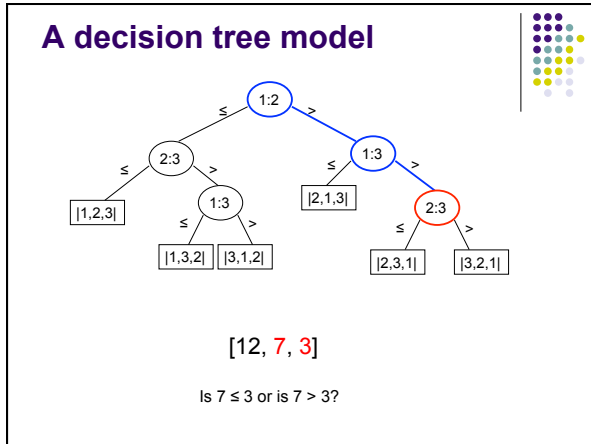 A decision tree model
1:2
≤ >
2:3 1:3
≤ > ≤ >
|1,2,3| 1:3 |2,1,3| 2:3
≤ > ≤ >
|1,3,2| |3,1,2| |2,3,1| |3,2,1|
[12, 7, 3]
Is 7 ≤ 3 or is 7 > 3?